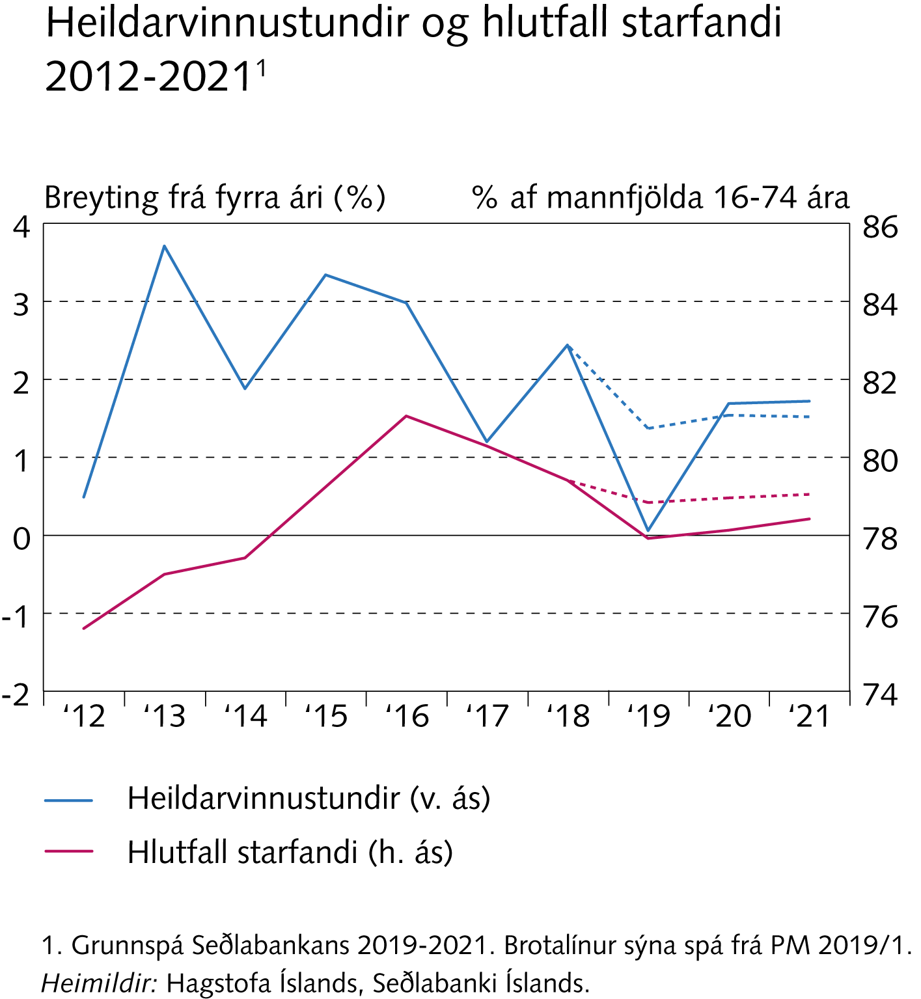 Heildarvinnustundir og hlutfall starfandi
2012-2021¹
Breyting frá fyrra ári (%)
% af mannfjölda 16-74 ára
4
3
2
1
0
-1
-2
86
84
82
80
78
76
74
‘12 ‘13 ‘14 ‘15 ‘16 ‘17 ‘18 ‘19 ‘20 ‘21
Heildarvinnustundir (v. ás)
Hlutfall starfandi (h. ás)
1. Grunnspá Seðlabankans 2019-2021. Brotalínur sýna spá frá PM 2019/1.
Heimildir: Hagstofa Íslands, Seðlabanki Íslands.